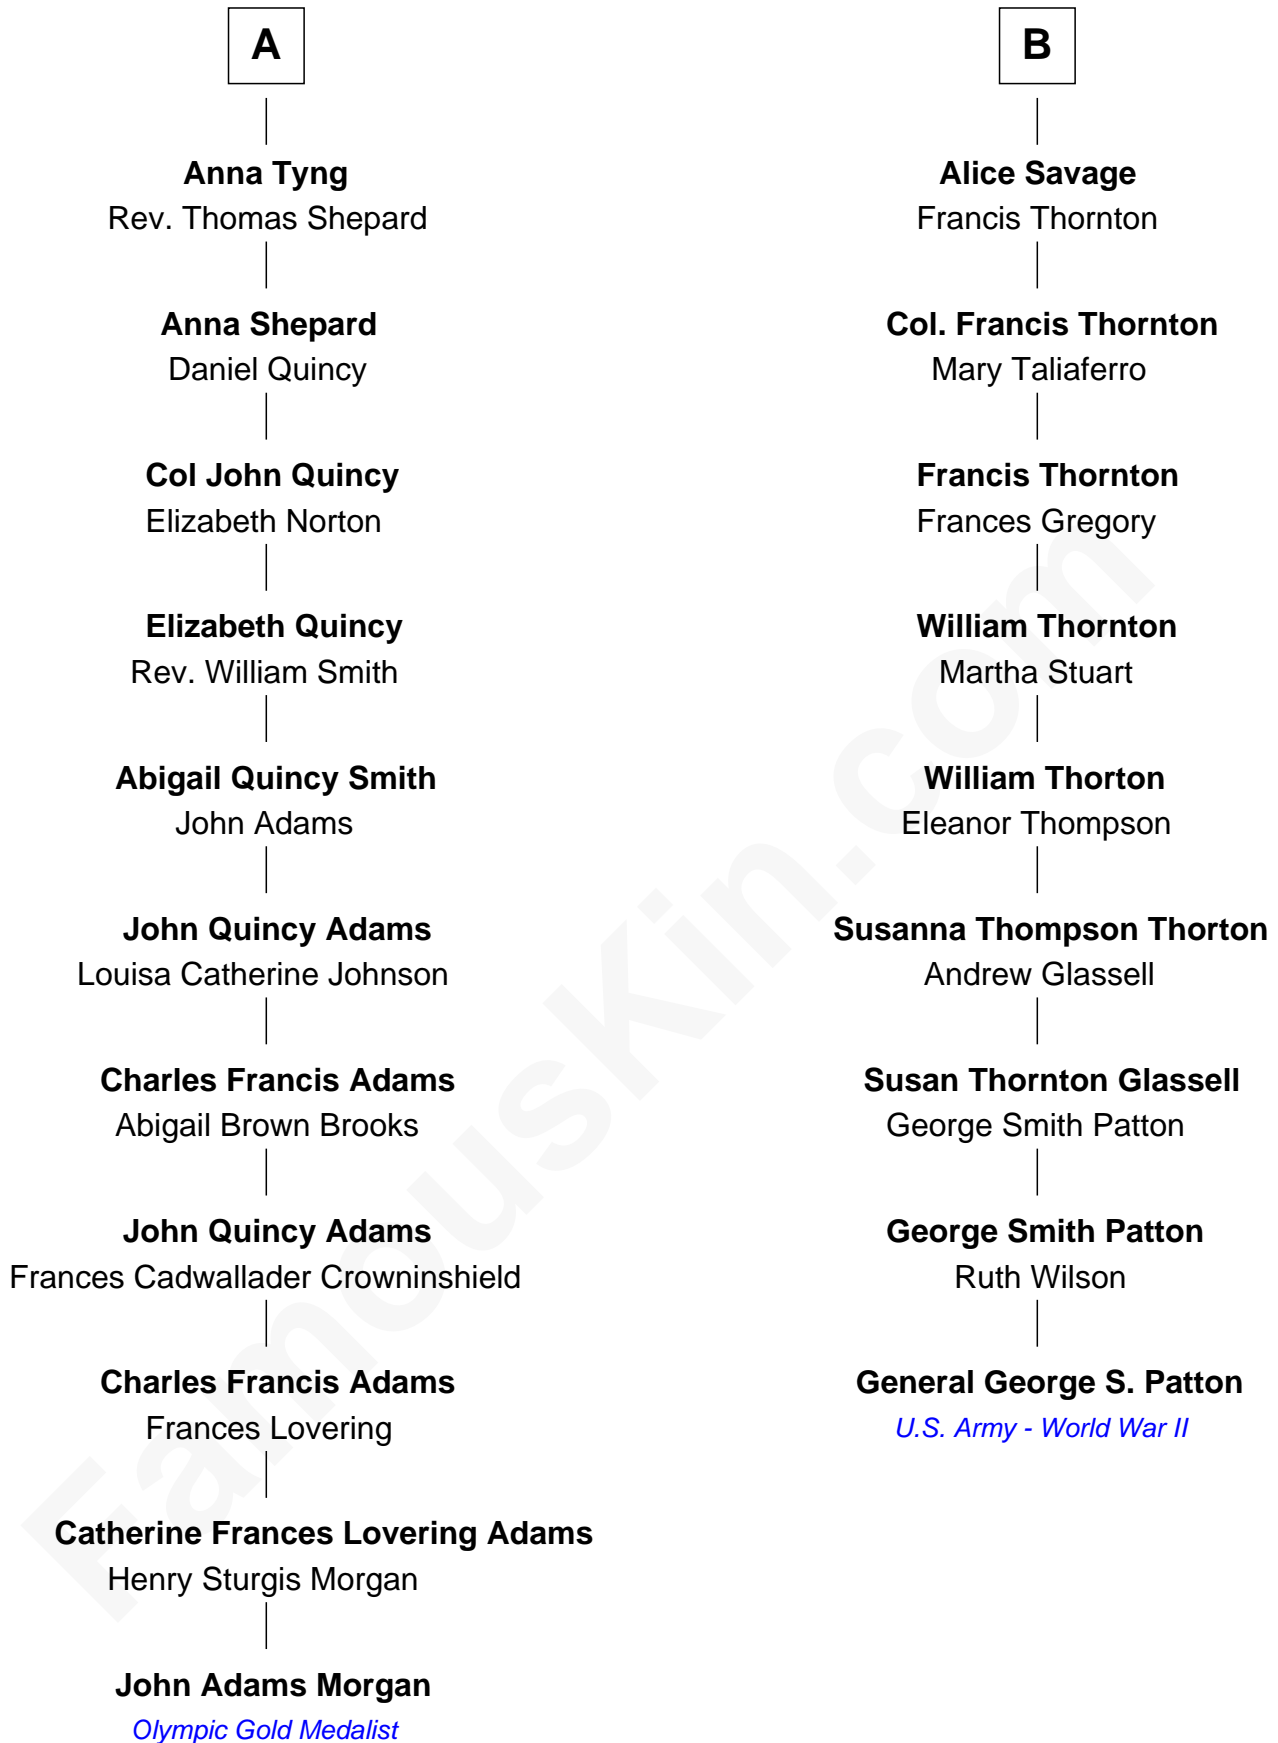 A
Anna Tyng
Rev. Thomas Shepard
Anna Shepard
Daniel Quincy
Col John Quincy
Elizabeth Norton
Elizabeth Quincy
Rev. William Smith
Abigail Quincy Smith
John Adams
John Quincy Adams
Louisa Catherine Johnson
Charles Francis Adams
Abigail Brown Brooks
John Quincy Adams
Frances Cadwallader Crowninshield
Charles Francis Adams
Frances Lovering
Catherine Frances Lovering Adams
Henry Sturgis Morgan
John Adams Morgan
Olympic Gold Medalist
B
Alice Savage
Francis Thornton
Col. Francis Thornton
Mary Taliaferro
Francis Thornton
Frances Gregory
William Thornton
Martha Stuart
William Thorton
Eleanor Thompson
Susanna Thompson Thorton
Andrew Glassell
Susan Thornton Glassell
George Smith Patton
George Smith Patton
Ruth Wilson
General George S. Patton
U.S. Army - World War II
FamousKin.com